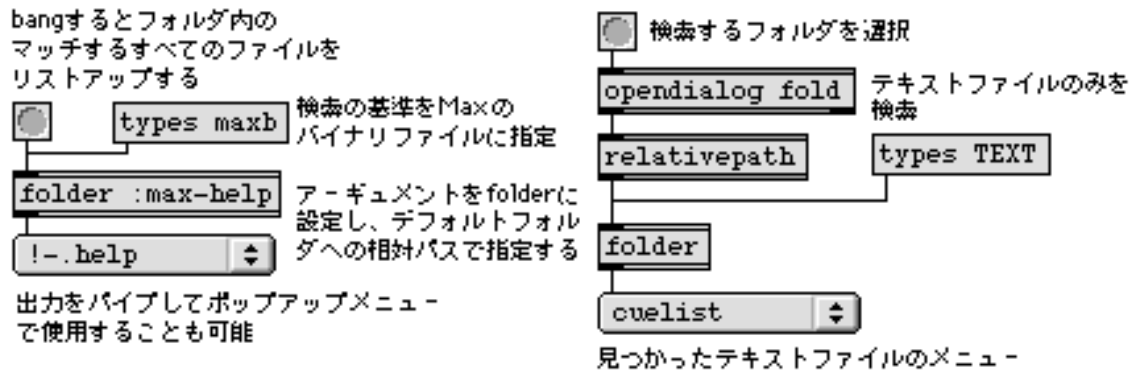 bangするとフォルダ内の
マッチするすべてのファイルを
リストアップする
types maxb
検索の基準をMaxの
バイナリファイルに指定
folder :max-help
アーギュメントをfolderに
設定し、デフォルトフォル
ダへの相対パスで指定する
!-.help
出力をパイプしてポップアップメニュー
で使用することも可能
検索するフォルダを選択
opendialog fold
テキストファイルのみを
検索
relativepath
types TEXT
folder
cuelist
見つかったテキストファイルのメニュー